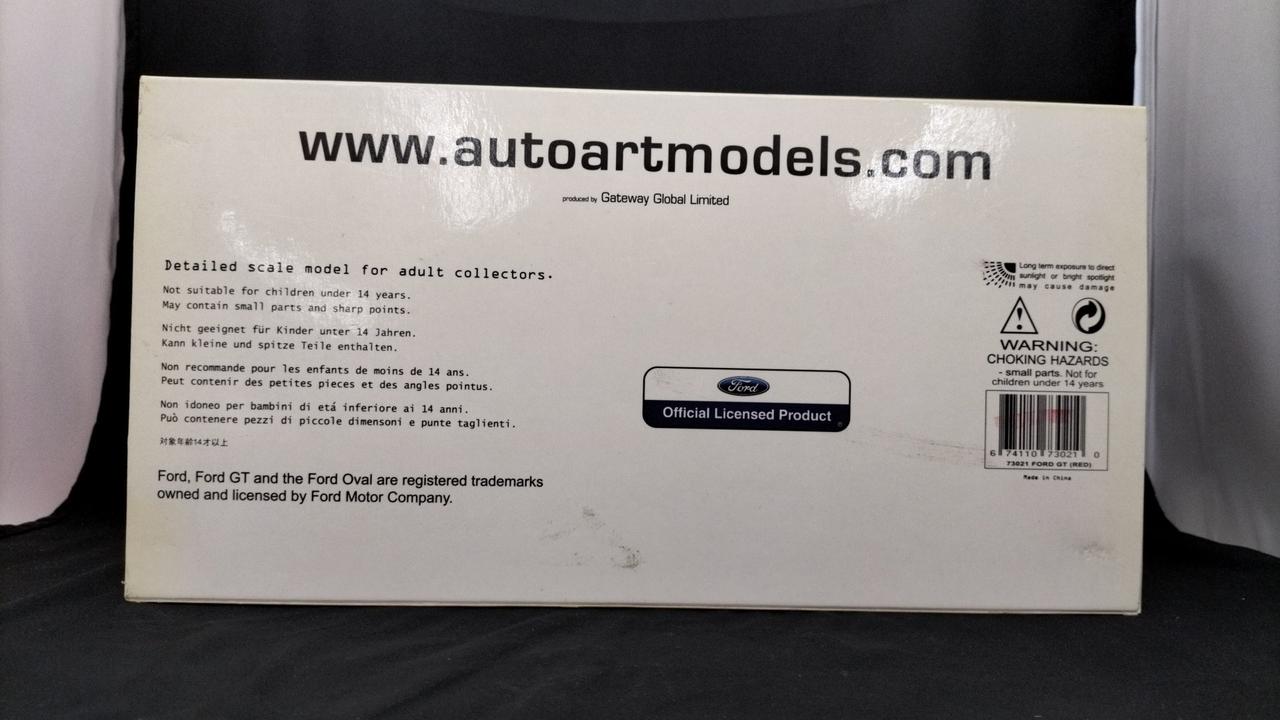 www.autoartmodels.com
produced by Gateway Global Limited
Detailed scale model for adult collectors.
Not suitable for children under 14 years.
May contain small parts and sharp points.
Nicht geeignet für Kinder unter 14 Jahren.
Kann kleine und spitze Teile enthalten.
Non recommande pour les enfants de moins de 14 ans.
Peut contenir des petites pieces et des angles pointus.
Non idoneo per bambini di etá inferiore ai 14 anni.
Può contenere pezzi di piccole dimensoni e punte taglienti.
対象年齢14才以上
Ford, Ford GT and the Ford Oval are registered trademarks
owned and licensed by Ford Motor Company.
Ford
Official Licensed Product
Long term exposure to direct
sunlight or bright spotlight
may cause damage
WARNING:
CHOKING HAZARDS
- small parts. Not for
children under 14 years
6 74110 73021 0
73021 FORD GT (RED)
Made in China